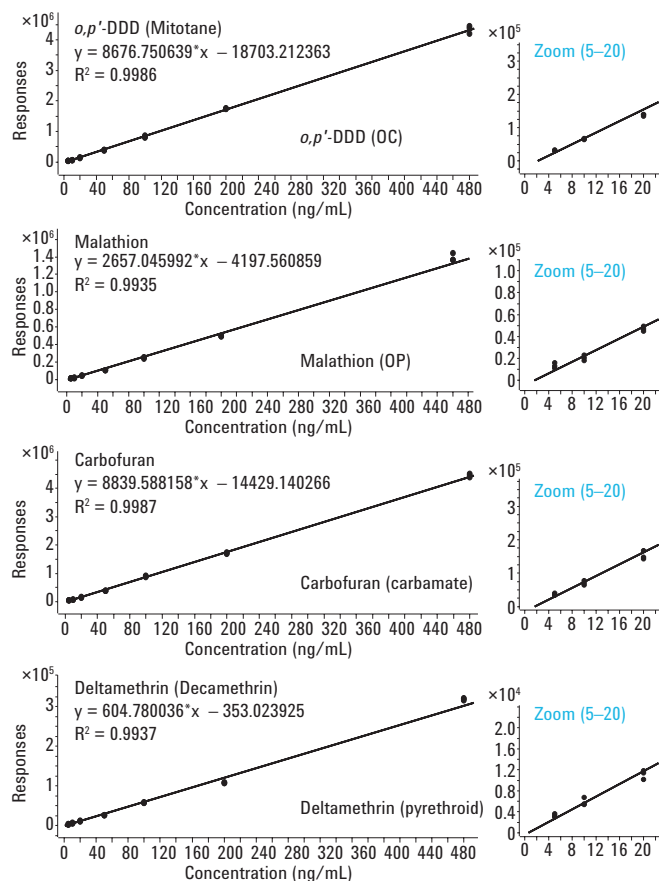 ×10⁶
o,p'-DDD (Mitotane)
y = 8676.750639*x − 18703.212363
R² = 0.9986
4
3
2
1
0
Responses
o,p'-DDD (OC)
0 40 80 120 160 200 240 280 320 360 400 440 480
Concentration (ng/mL)
×10⁵
Zoom (5–20)
3
2
1
0
0 4 8 12 16 20
×10⁶
Malathion
y = 2657.045992*x − 4197.560859
R² = 0.9935
1.4
1.2
1.0
0.8
0.6
0.4
0.2
0
Responses
Malathion (OP)
0 40 80 120 160 200 240 280 320 360 400 440 480
Concentration (ng/mL)
×10⁵
Zoom (5–20)
1.0
0.8
0.6
0.4
0.2
0
0 4 8 12 16 20
×10⁶
Carbofuran
y = 8839.588158*x − 14429.140266
R² = 0.9987
4
3
2
1
0
Responses
Carbofuran (carbamate)
0 40 80 120 160 200 240 280 320 360 400 440 480
Concentration (ng/mL)
×10⁵
Zoom (5–20)
3
2
1
0
0 4 8 12 16 20
×10⁵
Deltamethrin (Decamethrin)
y = 604.780036*x − 353.023925
R² = 0.9937
3
1
0
Responses
Deltamethrin (pyrethroid)
0 40 80 120 160 200 240 280 320 360 400 440 480
Concentration (ng/mL)
×10⁴
Zoom (5–20)
2.0
1.6
1.2
0.8
0.4
0
0 4 8 12 16 20